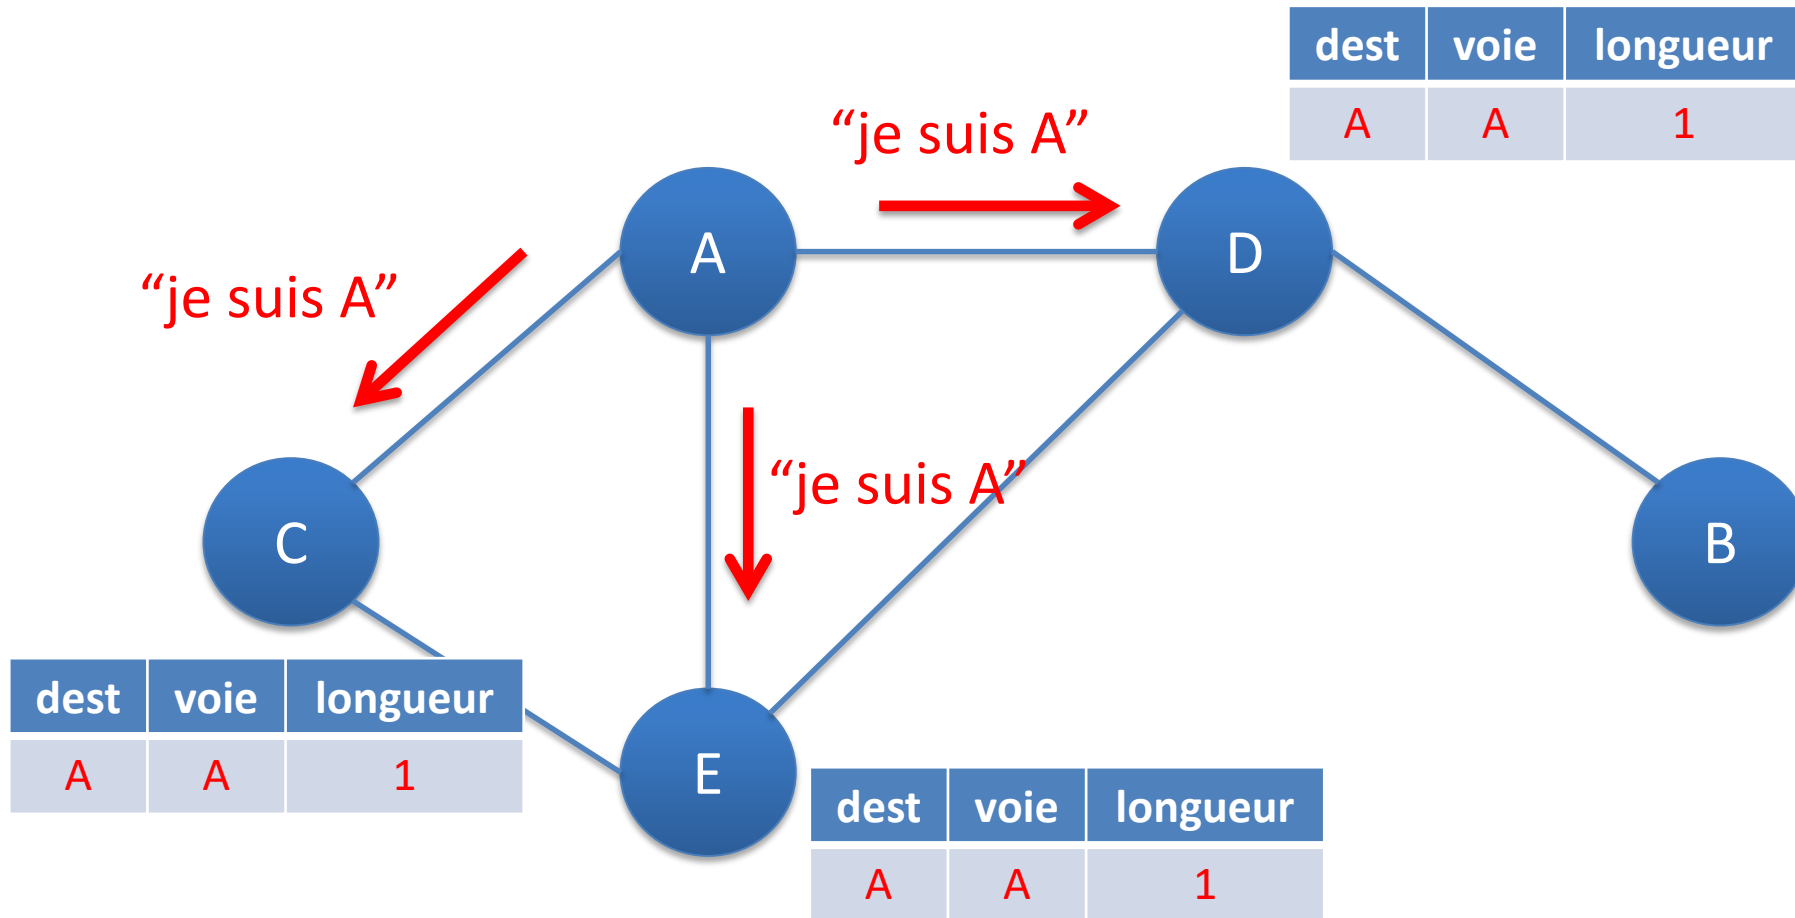 dest voie longueur
A A 1
“je suis A”
A
D
“je suis A”
“je suis A”
C
B
dest voie longueur
A A 1
E
dest voie longueur
A A 1